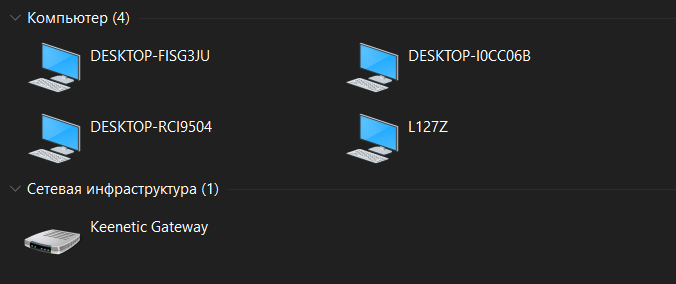 Компьютер (4)
DESKTOP-FISG3JU
DESKTOP-I0CC06B
DESKTOP-RCI9504
L127Z
Сетевая инфраструктура (1)
Keenetic Gateway